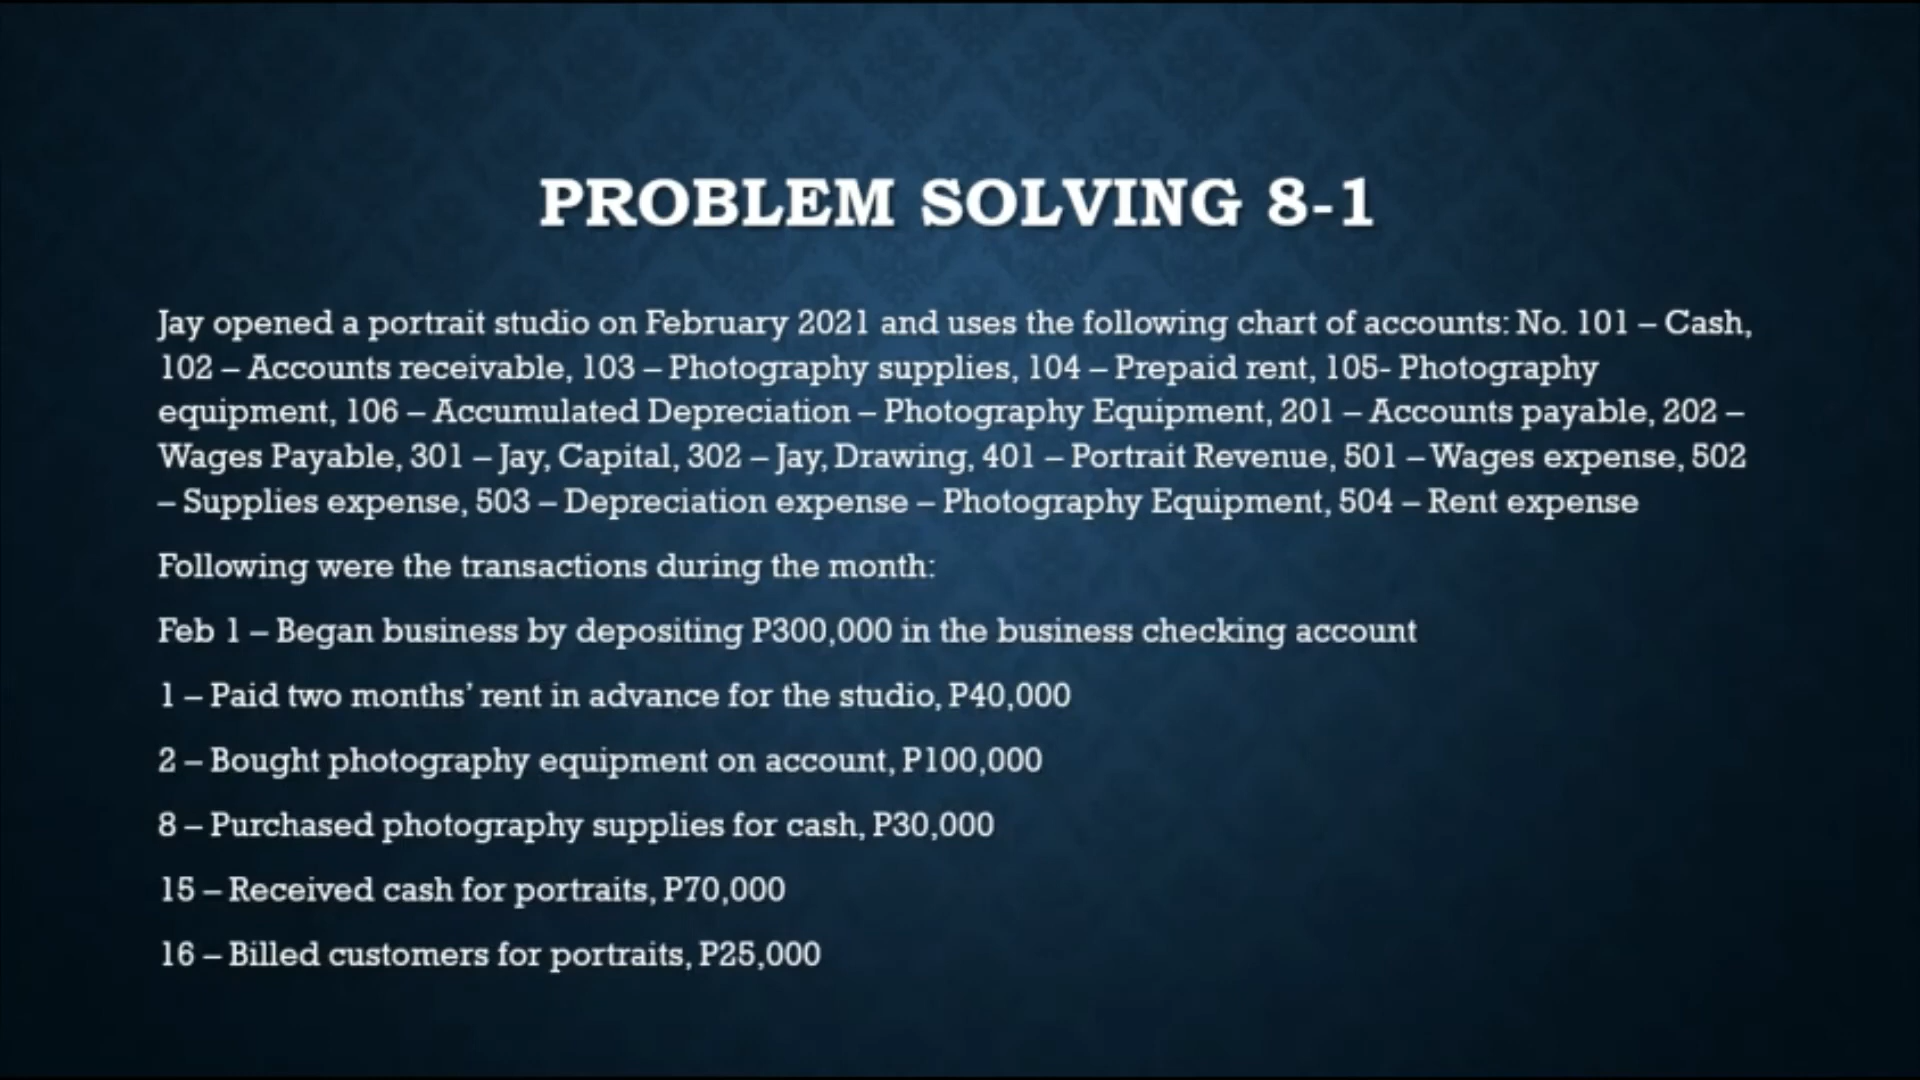 PROBLEM SOLVING 8-1
Jay opened a portrait studio on February 2021 and uses the following chart of accounts: No. 101 – Cash,
102 – Accounts receivable, 103 – Photography supplies, 104 – Prepaid rent, 105- Photography
equipment, 106 – Accumulated Depreciation – Photography Equipment, 201 – Accounts payable, 202 –
Wages Payable, 301 – Jay, Capital, 302 – Jay, Drawing, 401 – Portrait Revenue, 501 – Wages expense, 502
– Supplies expense, 503 – Depreciation expense – Photography Equipment, 504 – Rent expense
Following were the transactions during the month:
Feb 1 – Began business by depositing P300,000 in the business checking account
1 – Paid two months’ rent in advance for the studio, P40,000
2 – Bought photography equipment on account, P100,000
8 – Purchased photography supplies for cash, P30,000
15 – Received cash for portraits, P70,000
16 – Billed customers for portraits, P25,000